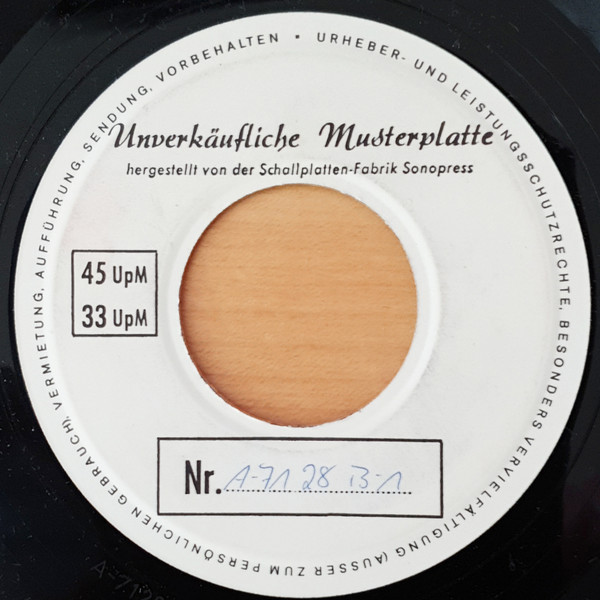 URHEBER- UND LEISTUNGSSCHUTZRECHTE, BESONDERS VERVIELFÄLTIGUNG (AUSSER ZUM PERSÖNLICHEN GEBRAUCH), VERMIETUNG, AUFFÜHRUNG, SENDUNG, VORBEHALTEN •
Unverkäufliche Musterplatte
hergestellt von der Schallplatten-Fabrik Sonopress
45 UpM
33 UpM
Nr. A-71 28 B-1
A-712